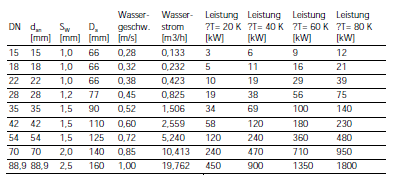 Wasser- Wasser- Leistung Leistung Leistung Leistung
DN dan Sw Da geschw. strom ?T= 20 K ?T= 40 K ?T= 60 K ?T= 80 K
[mm] [mm] [mm] [m/s] [m3/h] [kW] [kW] [kW] [kW]
15 15 1,0 66 0,28 0,133 3 6 9 12
18 18 1,0 66 0,32 0,232 5 11 16 21
22 22 1,0 66 0,38 0,423 10 19 29 39
28 28 1,2 77 0,45 0,825 19 38 56 75
35 35 1,5 90 0,52 1,506 34 69 100 140
42 42 1,5 110 0,60 2,559 58 120 180 230
54 54 1,5 125 0,72 5,240 120 240 360 480
70 70 2,0 140 0,85 10,413 240 470 710 950
88,9 88,9 2,5 160 1,00 19,762 450 900 1350 1800